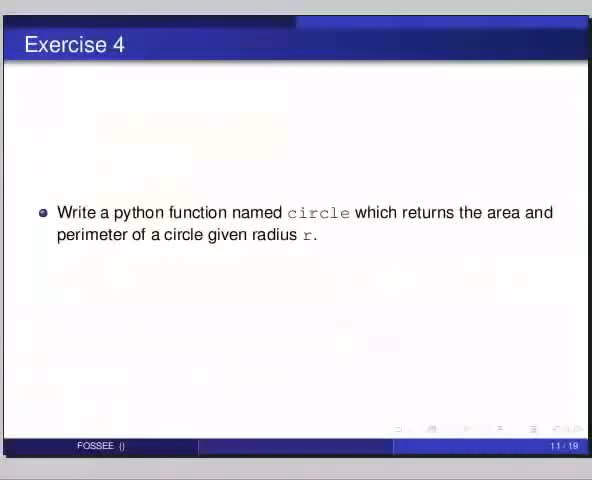 Exercise 4
Write a python function named circle which returns the area and
perimeter of a circle given radius r.
FOSSEE ()
11 / 19